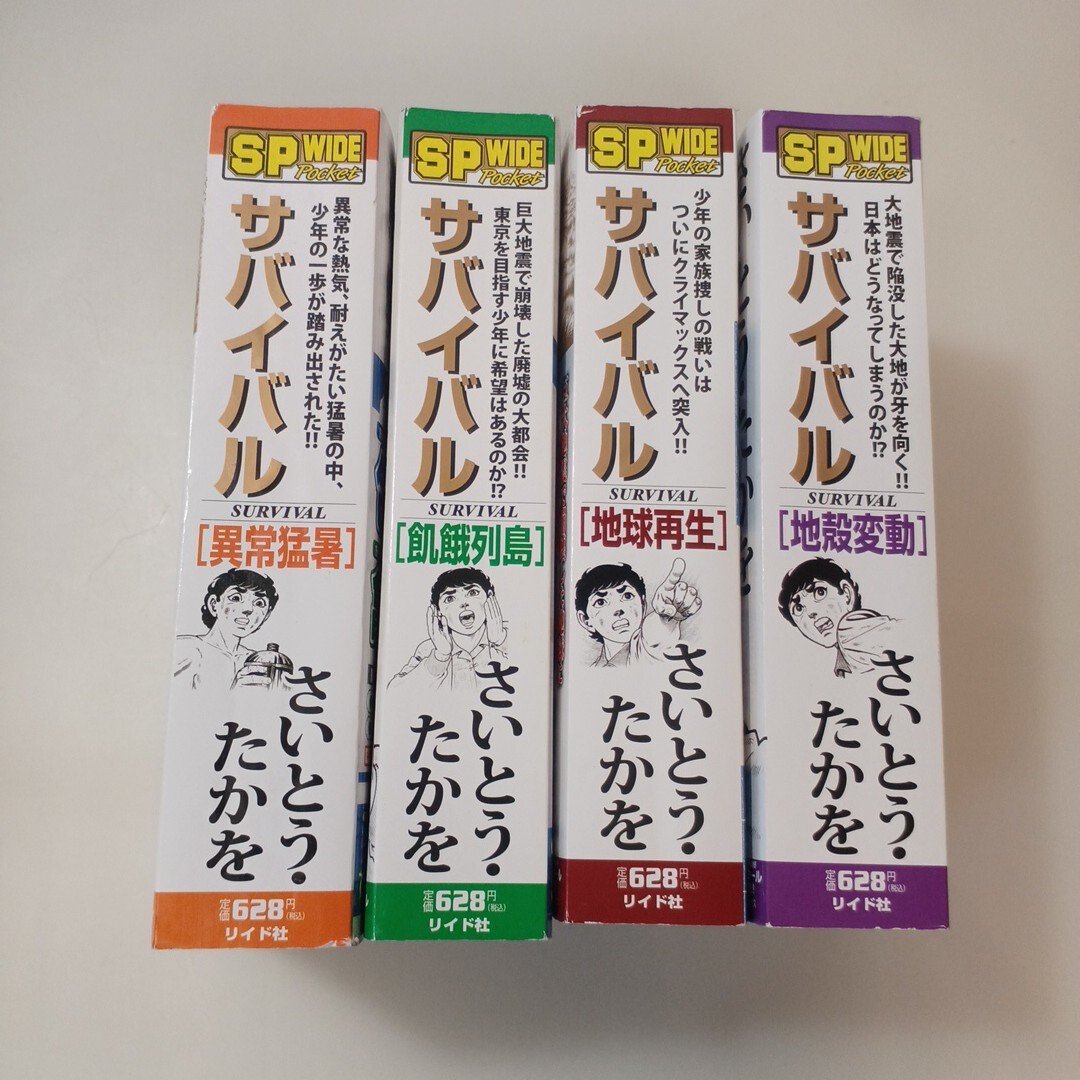 SP WIDE
Pocket
異常な熱気、耐えがたい猛暑の中、
少年の一歩が踏み出された!!
サバイバル
SURVIVAL
[異常猛暑]
さいとう・
たかを
定価628円(税込)
リイド社
SP WIDE
Pocket
巨大地震で崩壊した廃墟の大都会!!
東京を目指す少年に希望はあるのか!?
サバイバル
SURVIVAL
[飢餓列島]
さいとう・
たかを
定価628円(税込)
リイド社
SP WIDE
Pocket
少年の家族捜しの戦いは
ついにクライマックスへ突入!!
サバイバル
SURVIVAL
[地球再生]
さいとう・
たかを
定価628円(税込)
リイド社
SP WIDE
Pocket
大地震で陥没した大地が牙を向く!!
日本はどうなってしまうのか!?
サバイバル
SURVIVAL
[地殻変動]
さいとう・
たかを
定価628円(税込)
リイド社